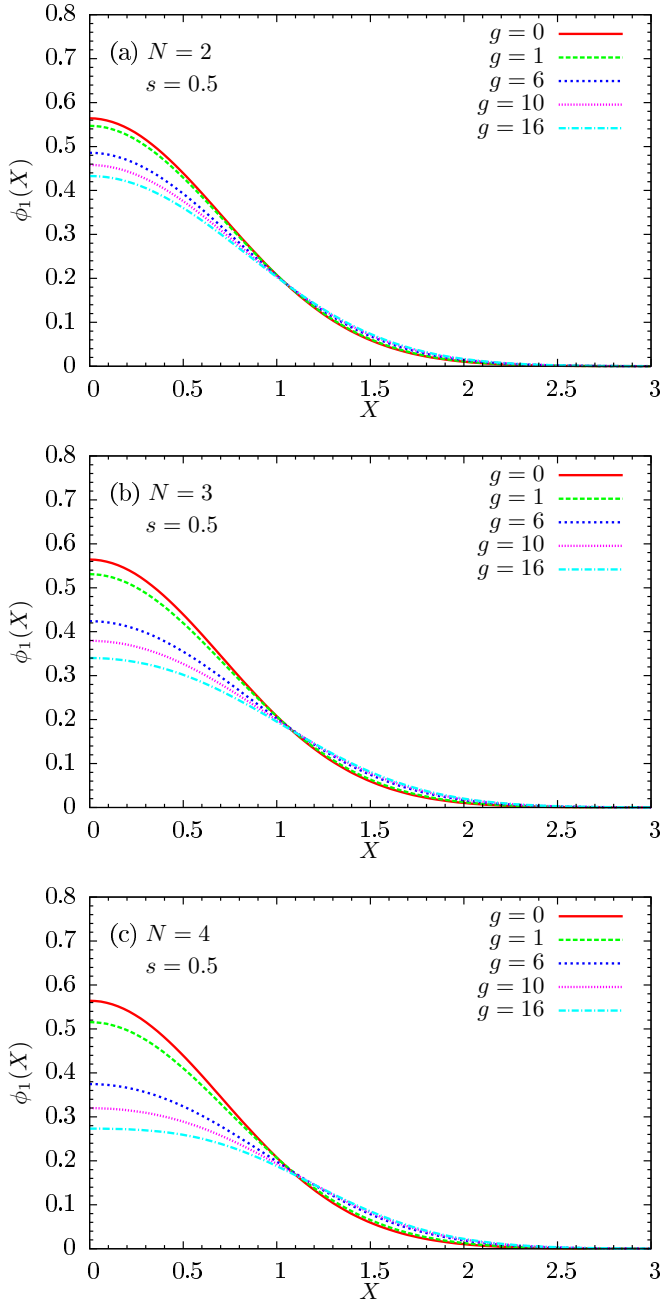 0.8
(a) N = 2
s = 0.5
g = 0
g = 1
g = 6
g = 10
g = 16
0.7
0.6
0.5
0.4
0.3
0.2
0.1
0
ϕ₁(X)
0 0.5 1 1.5 2 2.5 3
X
0.8
(b) N = 3
s = 0.5
g = 0
g = 1
g = 6
g = 10
g = 16
0.7
0.6
0.5
0.4
0.3
0.2
0.1
0
ϕ₁(X)
0 0.5 1 1.5 2 2.5 3
X
0.8
(c) N = 4
s = 0.5
g = 0
g = 1
g = 6
g = 10
g = 16
0.7
0.6
0.5
0.4
0.3
0.2
0.1
0
ϕ₁(X)
0 0.5 1 1.5 2 2.5 3
X